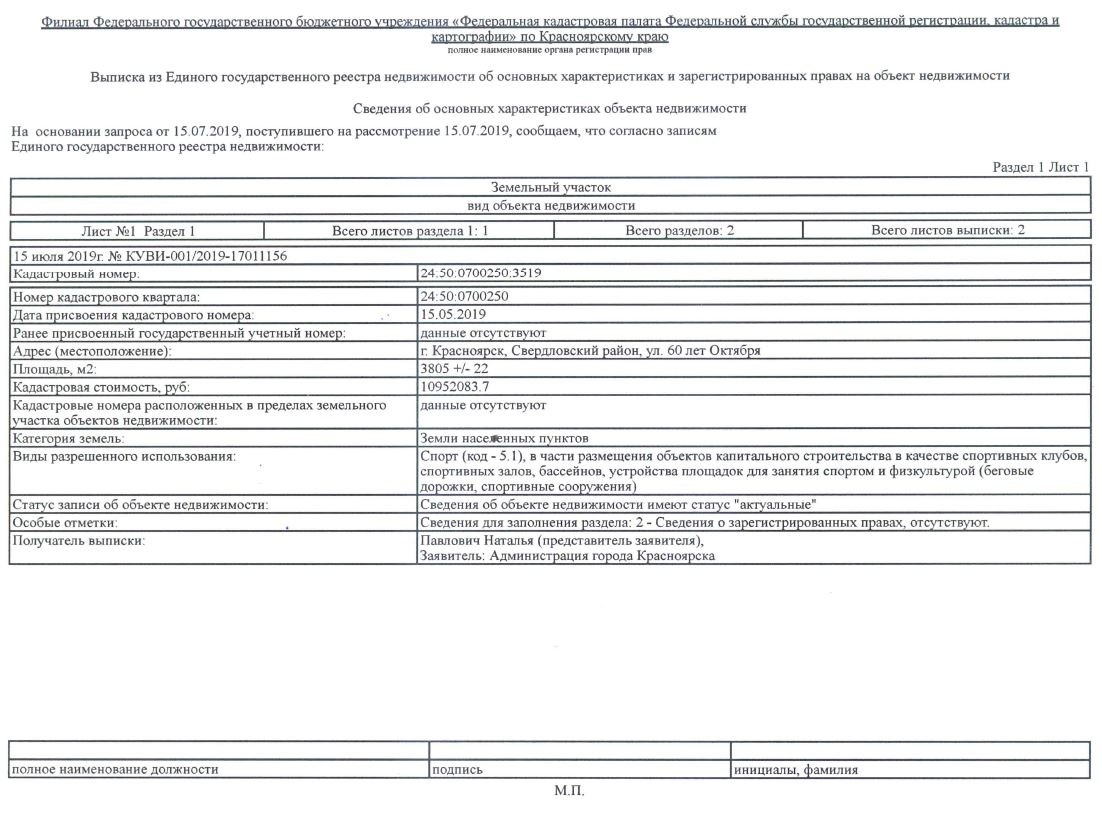 Филиал Федерального государственного бюджетного учреждения «Федеральная кадастровая палата Федеральной службы государственной регистрации, кадастра и
картографии» по Красноярскому краю
полное наименование органа регистрации прав
Выписка из Единого государственного реестра недвижимости об основных характеристиках и зарегистрированных правах на объект недвижимости
Сведения об основных характеристиках объекта недвижимости
На основании запроса от 15.07.2019, поступившего на рассмотрение 15.07.2019, сообщаем, что согласно записям
Единого государственного реестра недвижимости:
Раздел 1 Лист 1
Земельный участок
вид объекта недвижимости
Лист №1 Раздел 1 Всего листов раздела 1: 1 Всего разделов: 2 Всего листов выписки: 2
15 июля 2019г. № КУВИ-001/2019-17011156
Кадастровый номер: 24:50:0700250:3519
Номер кадастрового квартала: 24:50:0700250
Дата присвоения кадастрового номера: 15.05.2019
Ранее присвоенный государственный учетный номер: данные отсутствуют
Адрес (местоположение): г. Красноярск, Свердловский район, ул. 60 лет Октября
Площадь, м2: 3805 +/- 22
Кадастровая стоимость, руб: 10952083.7
Кадастровые номера расположенных в пределах земельного данные отсутствуют
участка объектов недвижимости:
Категория земель: Земли населенных пунктов
Виды разрешенного использования: Спорт (код - 5.1), в части размещения объектов капитального строительства в качестве спортивных клубов,
спортивных залов, бассейнов, устройства площадок для занятия спортом и физкультурой (беговые
дорожки, спортивные сооружения)
Статус записи об объекте недвижимости: Сведения об объекте недвижимости имеют статус "актуальные"
Особые отметки: Сведения для заполнения раздела: 2 - Сведения о зарегистрированных правах, отсутствуют.
Получатель выписки: Павлович Наталья (представитель заявителя),
Заявитель: Администрация города Красноярска
полное наименование должности подпись инициалы, фамилия
М.П.